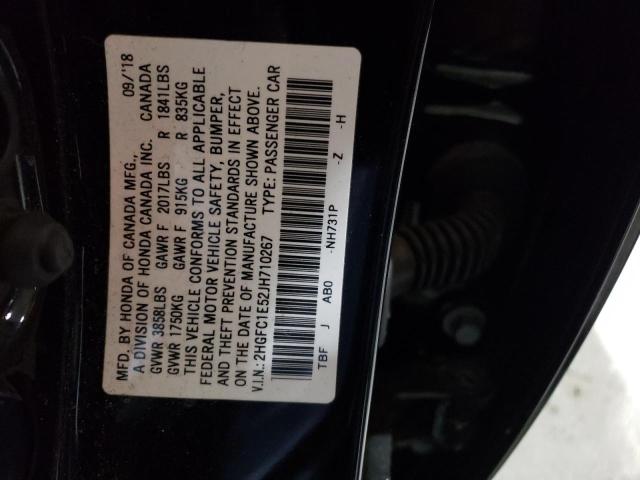 MFD. BY HONDA OF CANADA MFG., 09/'18
A DIVISION OF HONDA CANADA INC. CANADA
GVWR 3858LBS GAWR F 2017LBS R 1841LBS
GVWR 1750KG GAWR F 915KG R 835KG
THIS VEHICLE CONFORMS TO ALL APPLICABLE
FEDERAL MOTOR VEHICLE SAFETY, BUMPER,
AND THEFT PREVENTION STANDARDS IN EFFECT
ON THE DATE OF MANUFACTURE SHOWN ABOVE.
V.I.N.:2HGFC1E52JH710267 TYPE: PASSENGER CAR
TBF J AB0 -NH731P -Z -H